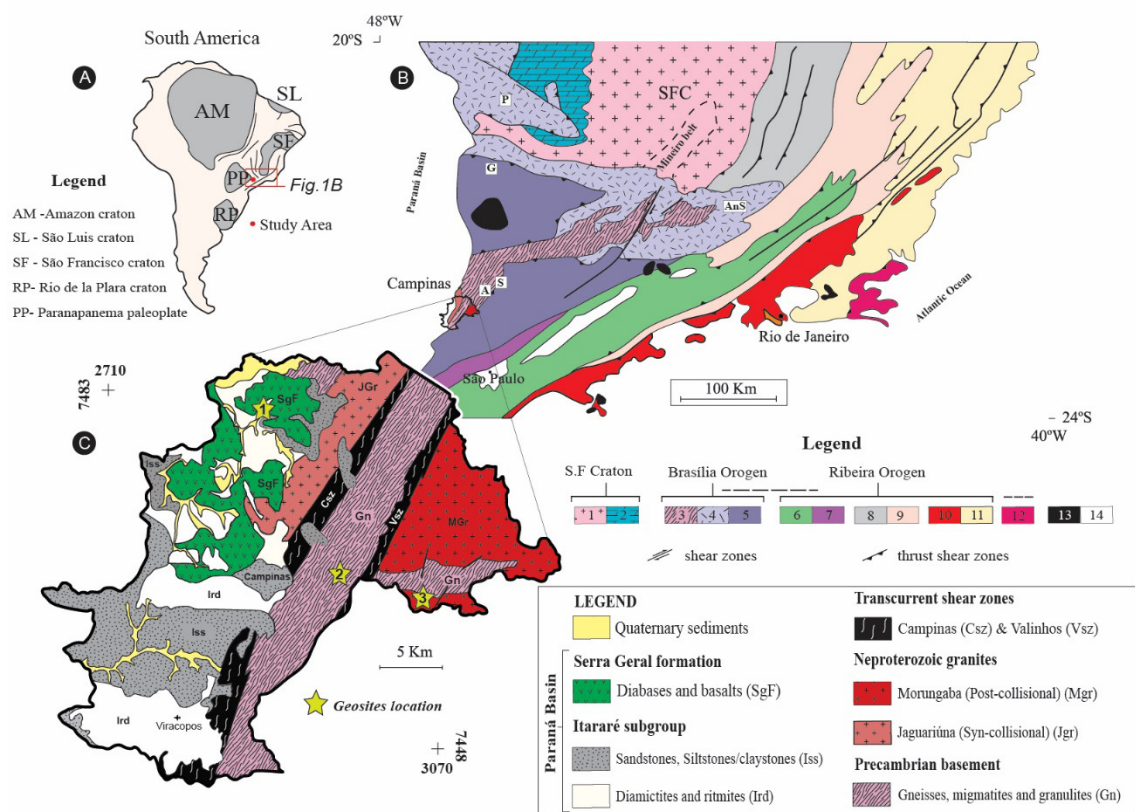 South America
A
SL
AM
SF
PP
Fig.1B
RP
Study Area
Legend
AM -Amazon craton
SL - São Luis craton
SF - São Francisco craton
RP- Rio de la Plara craton
PP- Paranapanema paleoplate
48ºW
20ºS
B
P
SFC
Mineiro belt
Paraná Basin
G
AnS
Campinas
A
S
Atlantic Ocean
Rio de Janeiro
São Paulo
100 Km
24ºS
40ºW
Legend
S.F Craton
Brasília Orogen
Ribeira Orogen
1
2
3
4
5
6
7
8
9
10
11
12
13
14
shear zones
thrust shear zones
7483
2710
C
1
SgF
JGr
Iss
SgF
Csz
Gn
Vsz
MGr
Campinas
2
Gn
3
Ird
Iss
5 Km
Geosites location
Ird
Viracopos
3070
7448
LEGEND
Quaternary sediments
Paraná Basin
Serra Geral formation
Diabases and basalts (SgF)
Itararé subgroup
Sandstones, Siltstones/claystones (Iss)
Diamictites and ritmites (Ird)
Transcurrent shear zones
Campinas (Csz) & Valinhos (Vsz)
Neproterozoic granites
Morungaba (Post-collisional) (Mgr)
Jaguariúna (Syn-collisional) (Jgr)
Precambrian basement
Gneisses, migmatites and granulites (Gn)